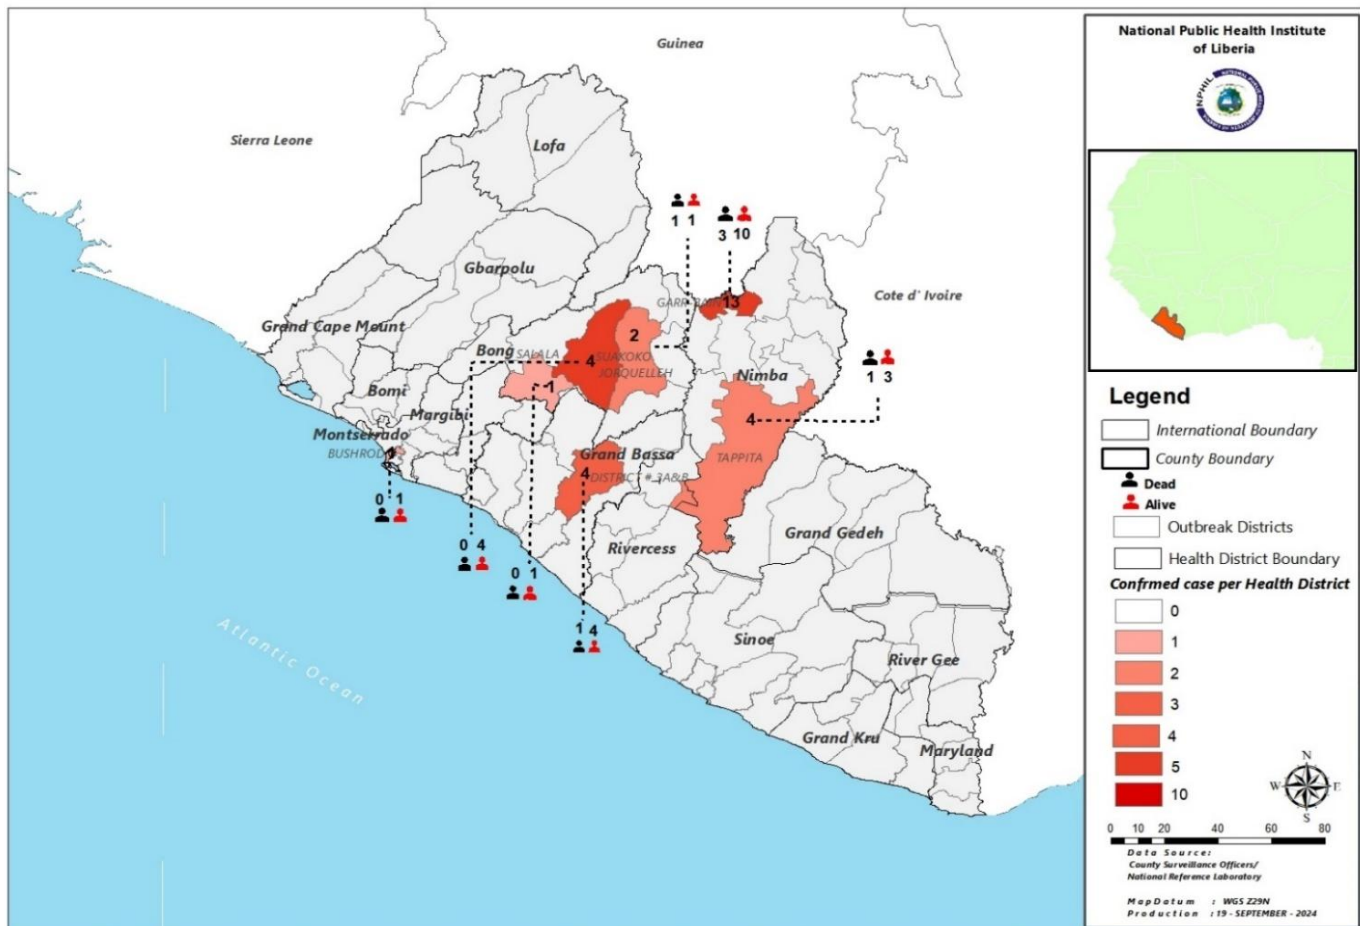 Guinea
Sierra Leone
Lofa
1 1
3 10
Gbarpolu
Cote d' Ivoire
13
Grand Cape Mount
2
Bong
SALALA
4
SUAKOKO
JORQUELLEH
1
1 3
Nimba
Bomi
Margibi
4
Montserrado
BUSHROD
Grand Bassa
4
DISTRICT # 3A&B
TAPPITA
0 1
Grand Gedeh
0 4
Rivercess
0 1
1 4
Sinoe
River Gee
Atlantic Ocean
Grand Kru
Maryland
National Public Health Institute
of Liberia
NPHIL
Legend
International Boundary
County Boundary
Dead
Alive
Outbreak Districts
Health District Boundary
Confrmed case per Health District
0
1
2
3
4
5
10
N
W E
S
0 10 20 40 60 80
Data Source:
County Surveillance Officers/
National Reference Laboratory
Map Datum : WGS Z29N
Production : 19 - SEPTEMBER - 2024